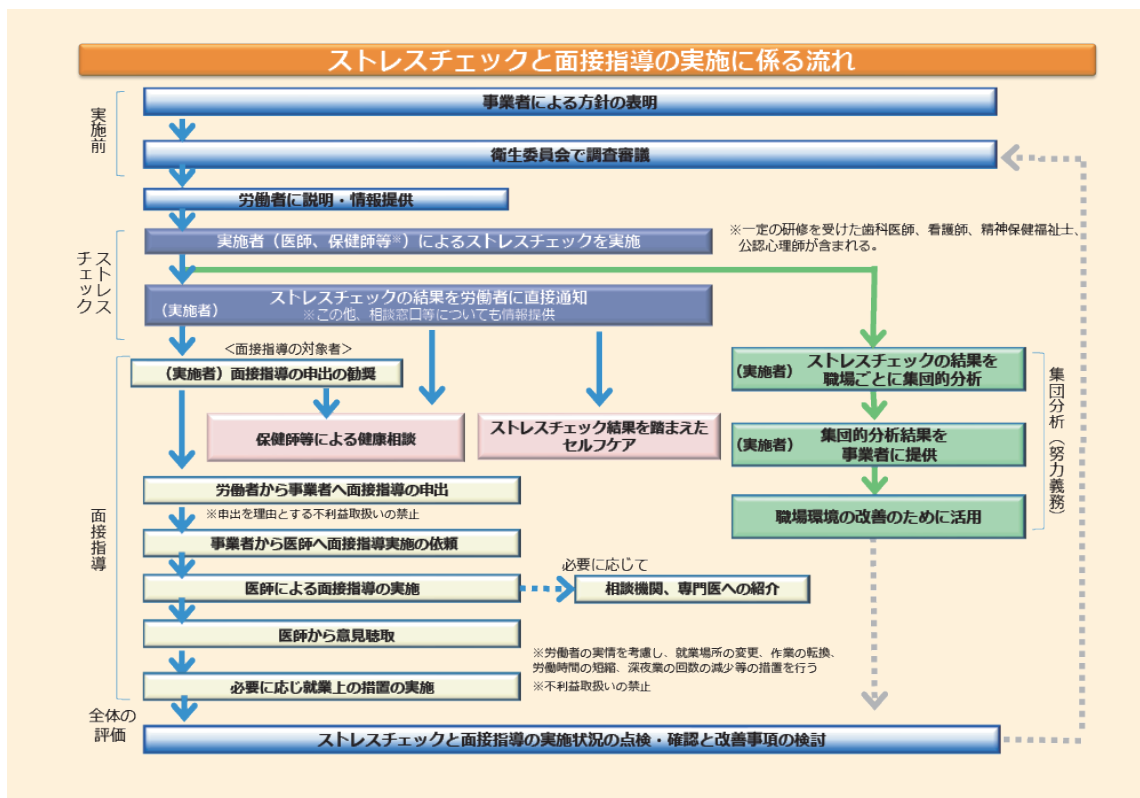 ストレスチェックと面接指導の実施に係る流れ
実施前
事業者による方針の表明
衛生委員会で調査審議
労働者に説明・情報提供
ストレス
チェック
実施者（医師、保健師等※）によるストレスチェックを実施
※一定の研修を受けた歯科医師、看護師、精神保健福祉士、
公認心理師が含まれる。
ストレスチェックの結果を労働者に直接通知
（実施者）
※この他、相談窓口等についても情報提供
面接指導
＜面接指導の対象者＞
（実施者）面接指導の申出の勧奨
保健師等による健康相談
ストレスチェック結果を踏まえた
セルフケア
集団分析（努力義務）
（実施者）
ストレスチェックの結果を
職場ごとに集団的分析
（実施者）
集団的分析結果を
事業者に提供
職場環境の改善のために活用
労働者から事業者へ面接指導の申出
※申出を理由とする不利益取扱いの禁止
事業者から医師へ面接指導実施の依頼
医師による面接指導の実施
必要に応じて
相談機関、専門医への紹介
医師から意見聴取
※労働者の実情を考慮し、就業場所の変更、作業の転換、
労働時間の短縮、深夜業の回数の減少等の措置を行う
※不利益取扱いの禁止
必要に応じ就業上の措置の実施
全体の
評価
ストレスチェックと面接指導の実施状況の点検・確認と改善事項の検討